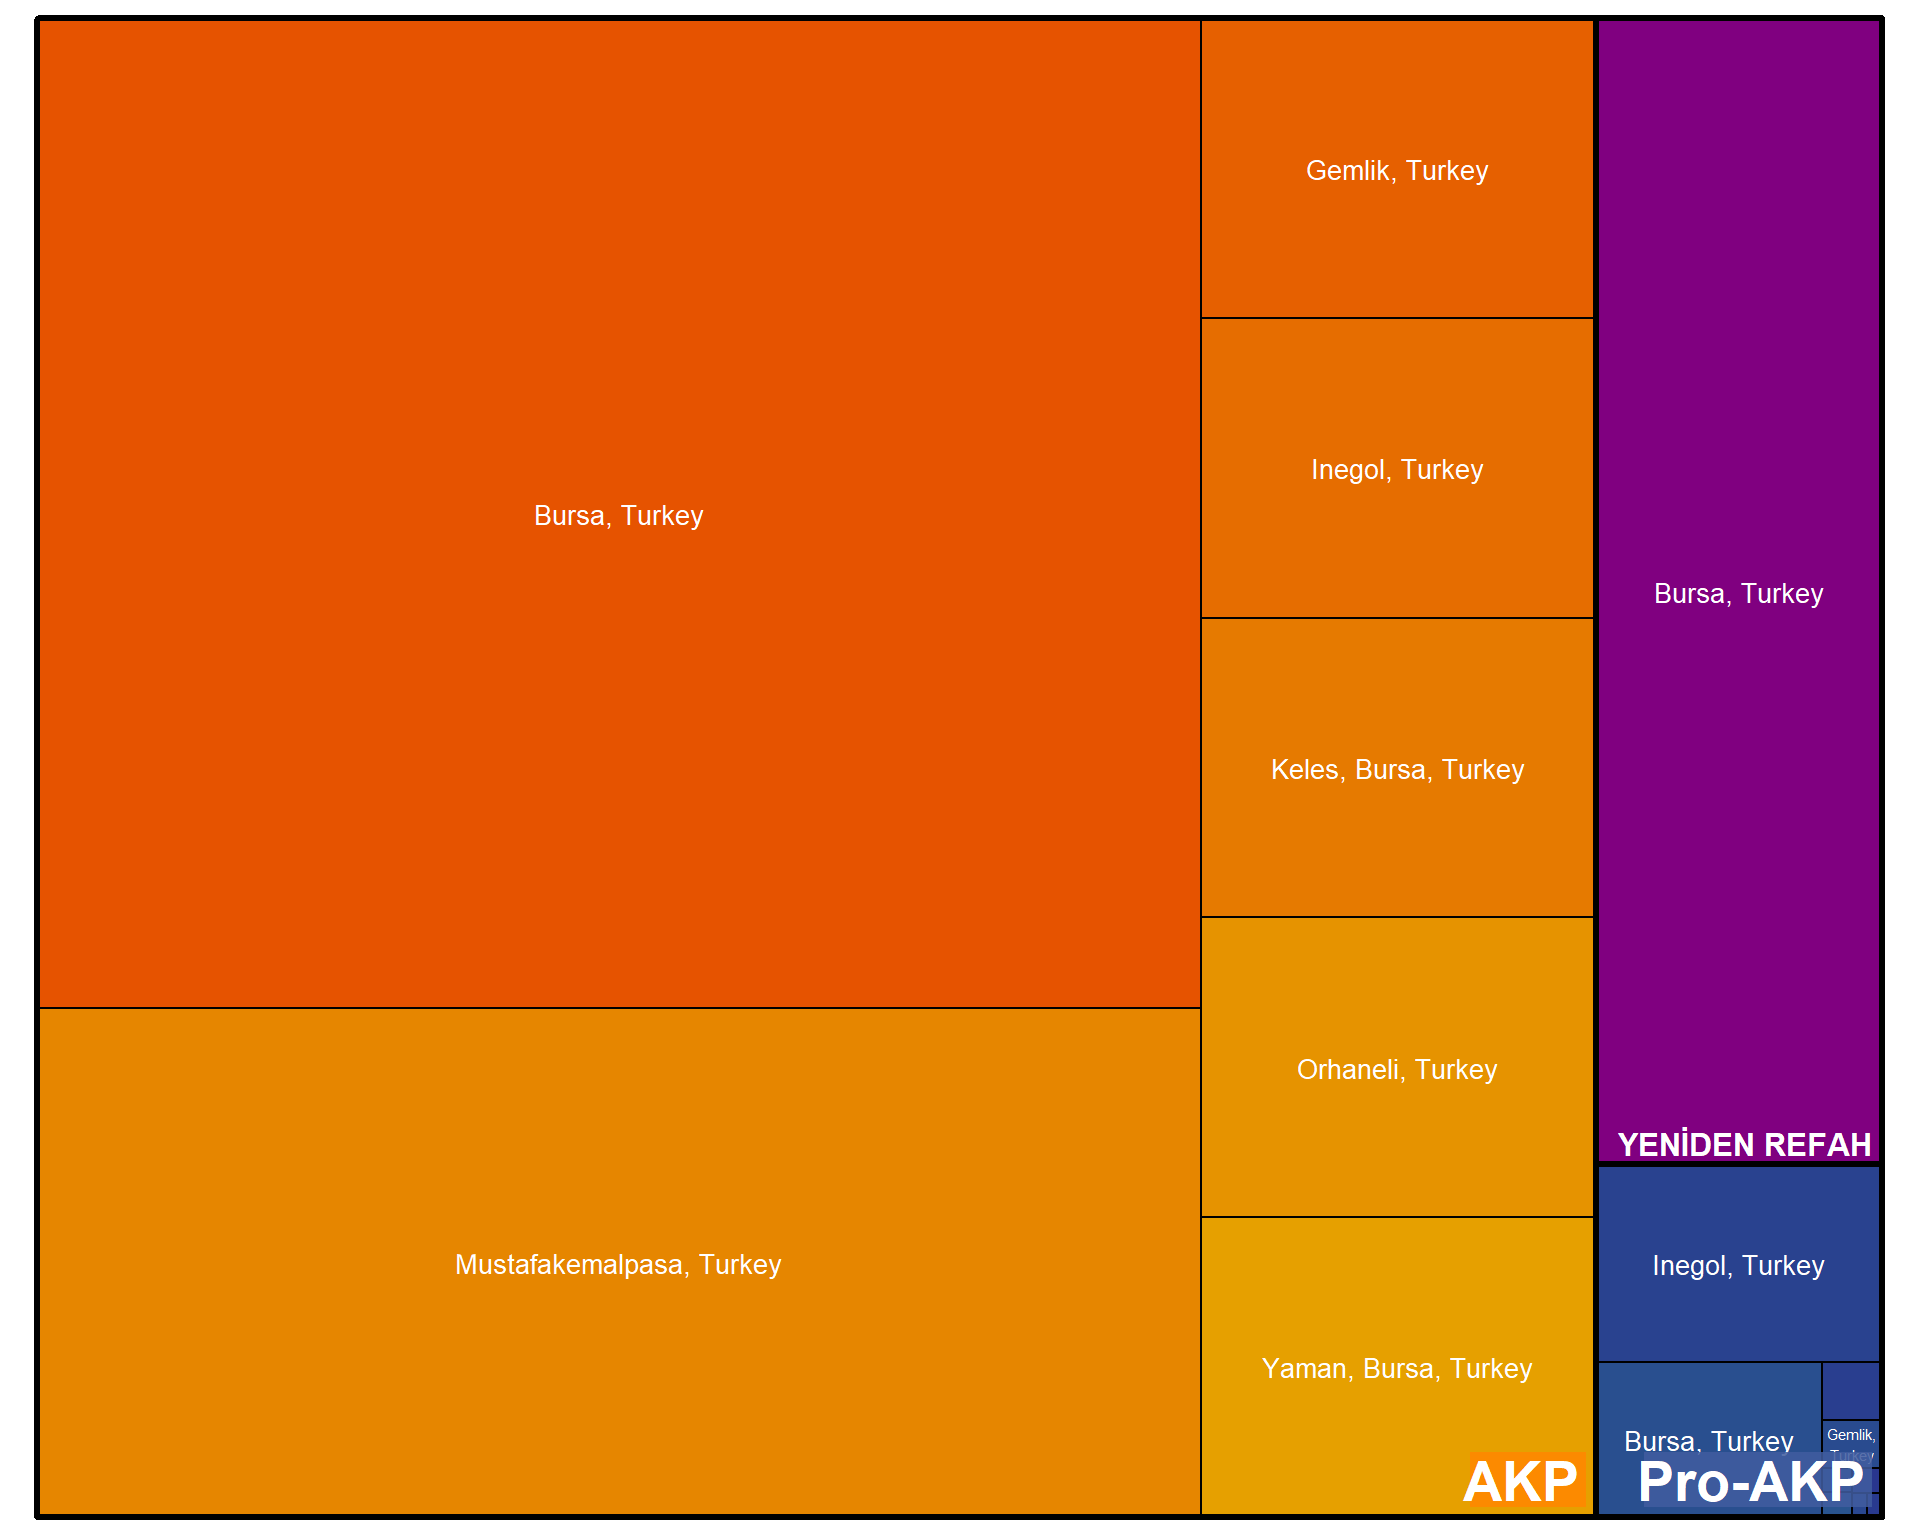 Bursa, Turkey
Mustafakemalpasa, Turkey
Gemlik, Turkey
Inegol, Turkey
Keles, Bursa, Turkey
Orhaneli, Turkey
Yaman, Bursa, Turkey
AKP
Bursa, Turkey
YENİDEN REFAH
Inegol, Turkey
Bursa, Turkey
Gemlik,
Turkey
Pro-AKP